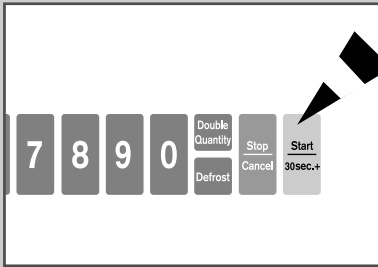 7 8 9 0
Double
Quantity
Defrost
Stop
Cancel
Start
30sec.+